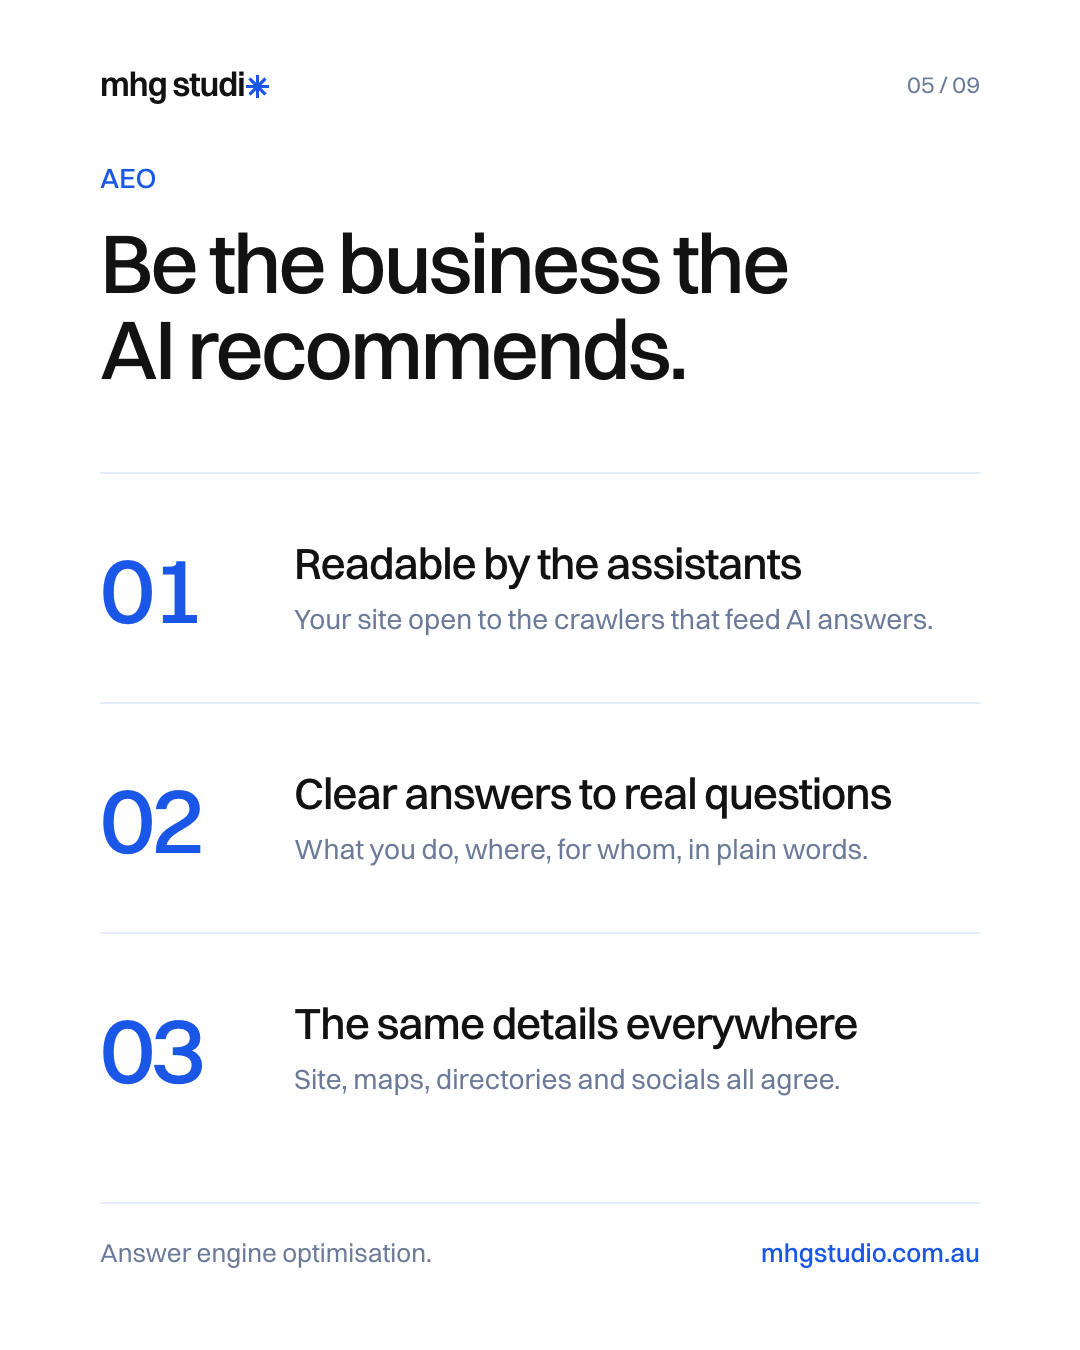 mhg studi*
05 / 09
AEO
Be the business the
AI recommends.
01
Readable by the assistants
Your site open to the crawlers that feed AI answers.
02
Clear answers to real questions
What you do, where, for whom, in plain words.
03
The same details everywhere
Site, maps, directories and socials all agree.
Answer engine optimisation.
mhgstudio.com.au